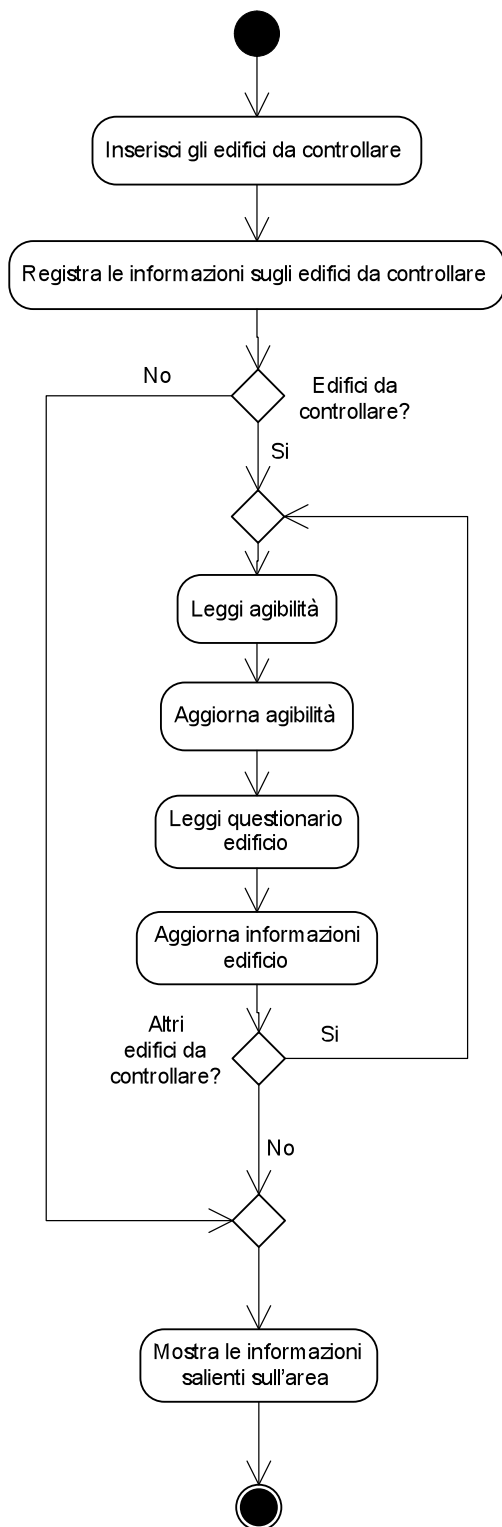 Inserisci gli edifici da controllare
Registra le informazioni sugli edifici da controllare
No
Edifici da
controllare?
Si
Leggi agibilità
Aggiorna agibilità
Leggi questionario
edificio
Aggiorna informazioni
edificio
Altri
edifici da
controllare?
Si
No
Mostra le informazioni
salienti sull'area